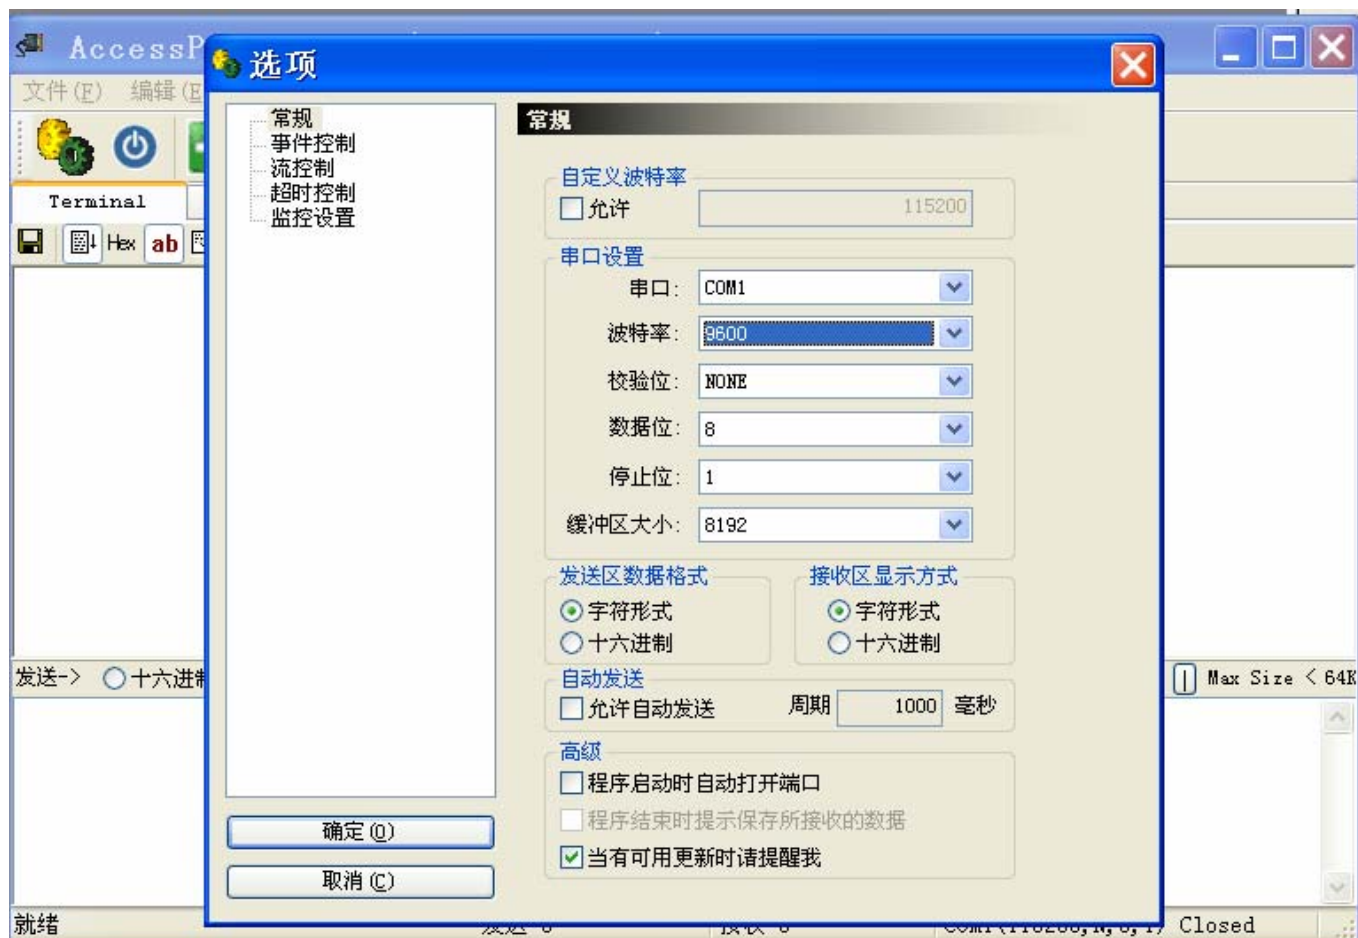 AccessP
选项
文件(F) 编辑(E
常规
事件控制
流控制
超时控制
监控设置
Terminal
Hex ab
常规
自定义波特率
允许 115200
串口设置
串口: COM1
波特率: 9600
校验位: NONE
数据位: 8
停止位: 1
缓冲区大小: 8192
发送区数据格式
字符形式
十六进制
接收区显示方式
字符形式
十六进制
发送-> 十六进制
Max Size < 64K
自动发送
允许自动发送 周期 1000 毫秒
高级
程序启动时自动打开端口
程序结束时提示保存所接收的数据
当有可用更新时请提醒我
确定(O)
取消(C)
就绪 Closed